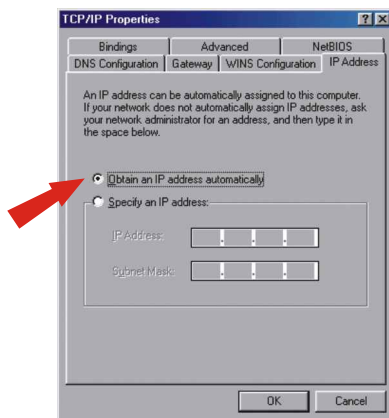 TCP/IP Properties
Bindings Advanced NetBIOS
DNS Configuration Gateway WINS Configuration IP Address
An IP address can be automatically assigned to this computer.
If your network does not automatically assign IP addresses, ask
your network administrator for an address, and then type it in
the space below.
Obtain an IP address automatically
Specify an IP address:
IP Address:
Subnet Mask:
OK Cancel